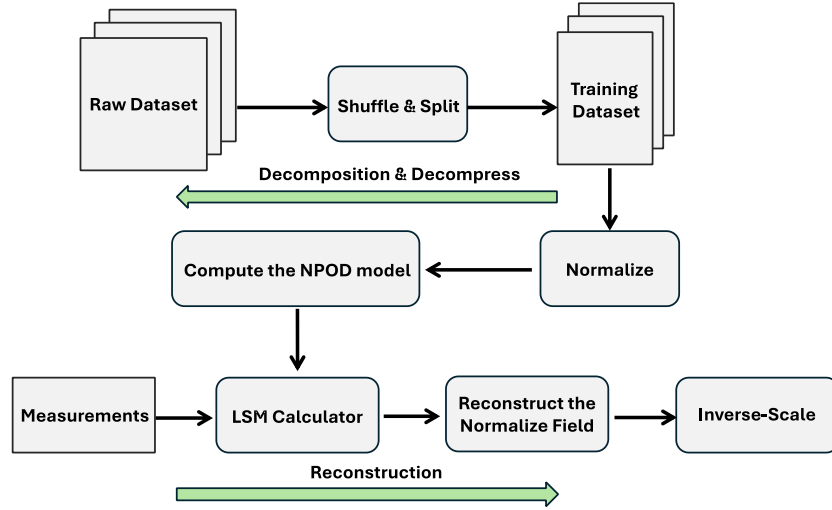 Raw Dataset
Shuffle & Split
Training
Dataset
Decomposition & Decompress
Compute the NPOD model
Normalize
Measurements
LSM Calculator
Reconstruct the
Normalize Field
Inverse-Scale
Reconstruction